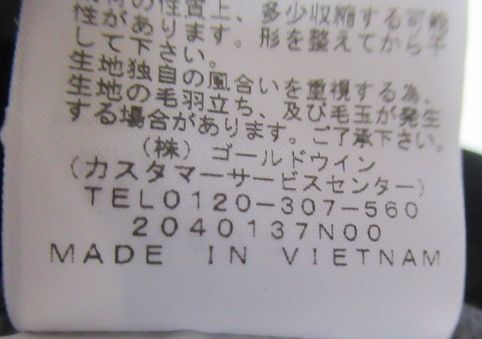 の性質上、多少収縮する可能
性があります。形を整えてから干
して下さい。
生地独自の風合いを重視する為、
生地の毛羽立ち、及び毛玉が発生
する場合があります。ご了承下さい。
(株) ゴールドウイン
(カスタマーサービスセンター)
TEL0120-307-560
2040137N00
MADE IN VIETNAM